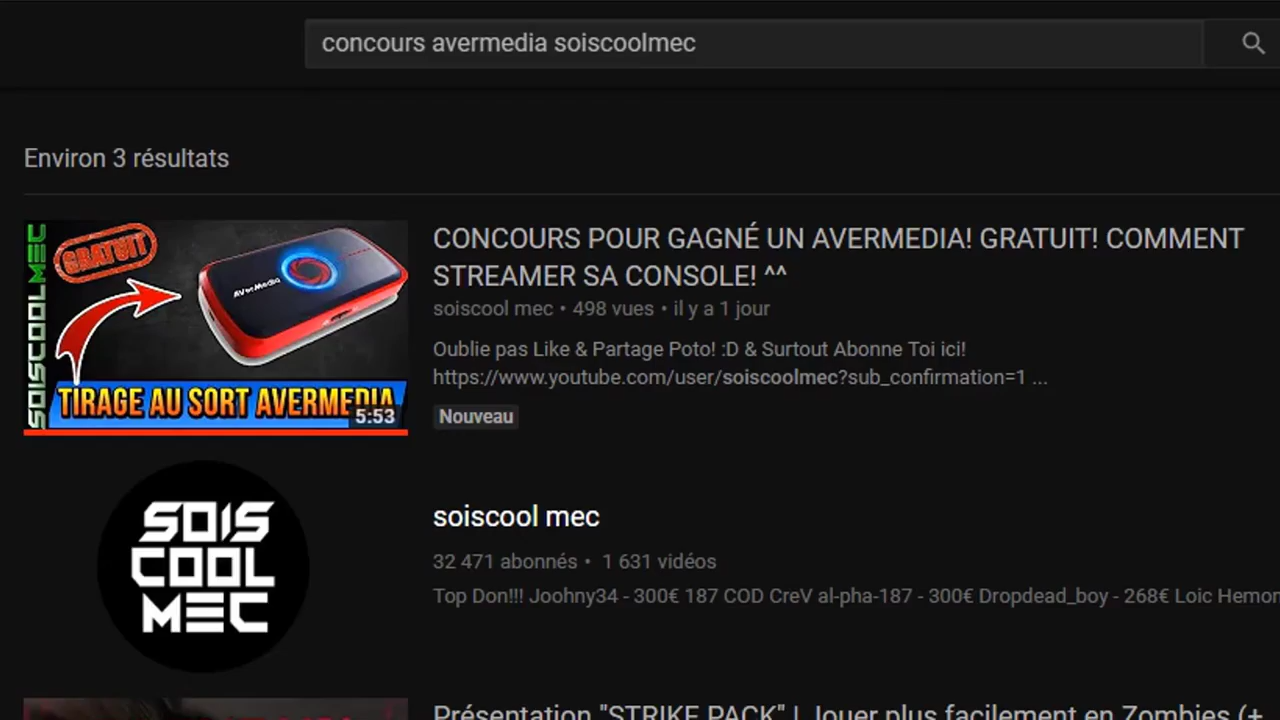 concours avermedia soiscoolmec
Environ 3 résultats
SOISCOOLMEC
GRATUIT
AVerMedia
TIRAGE AU SORT AVERMEDIA
5:53
CONCOURS POUR GAGNÉ UN AVERMEDIA! GRATUIT! COMMENT
STREAMER SA CONSOLE! ^^
soiscool mec • 498 vues • il y a 1 jour
Oublie pas Like & Partage Poto! :D & Surtout Abonne Toi ici!
https://www.youtube.com/user/soiscoolmec?sub_confirmation=1 ...
Nouveau
SOIS
COOL
MEC
soiscool mec
32 471 abonnés • 1 631 vidéos
Top Don!!! Joohny34 - 300€ 187 COD CreV al-pha-187 - 300€ Dropdead_boy - 268€ Loic Hemon
Présentation "STRIKE PACK" | Jouer plus facilement en Zombies (+